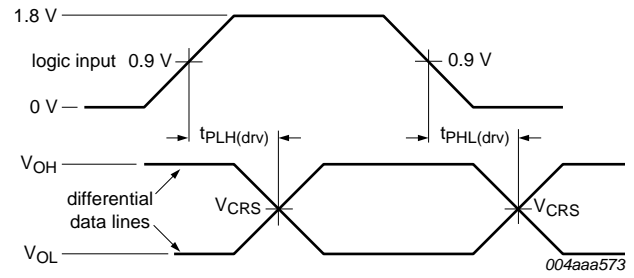 1.8 V
logic input 0.9 V
0.9 V
0 V
tPLH(drv)
tPHL(drv)
VOH
differential
data lines
VCRS
VCRS
VOL
004aaa573